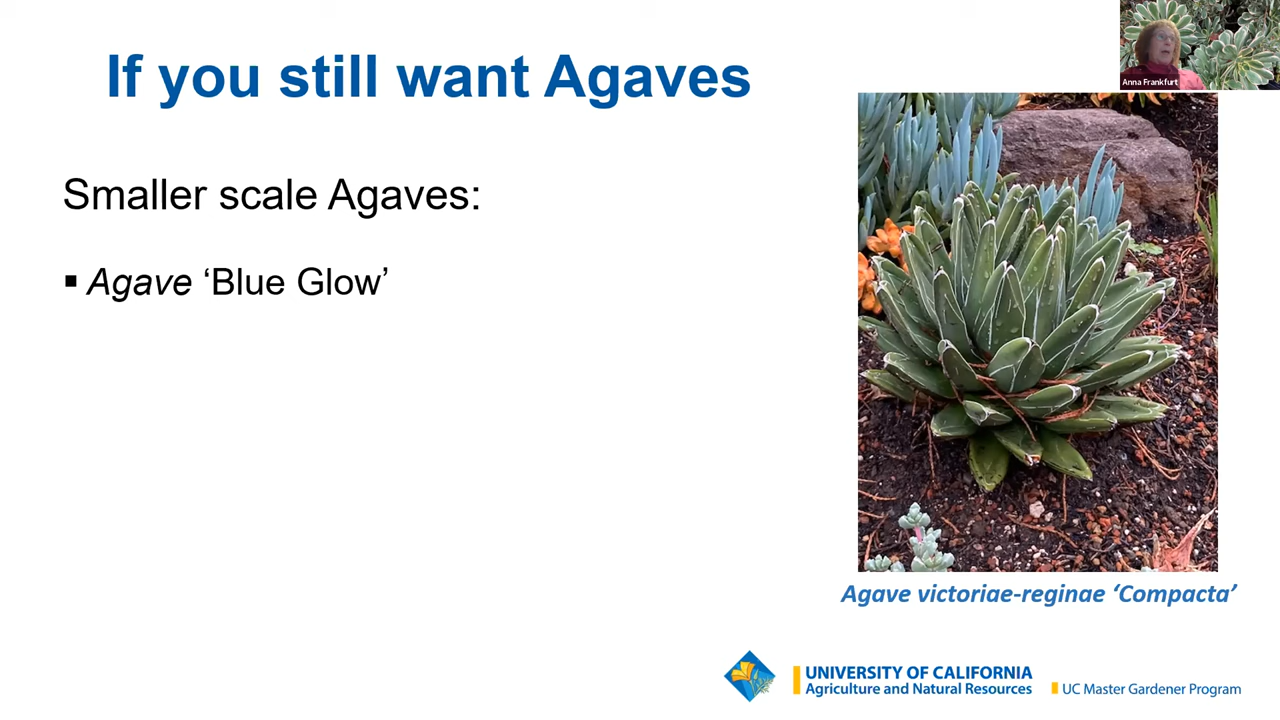 If you still want Agaves
Anna Frankfurt
Smaller scale Agaves:
▪ Agave ‘Blue Glow’
Agave victoriae-reginae ‘Compacta’
UNIVERSITY OF CALIFORNIA
Agriculture and Natural Resources
UC Master Gardener Program